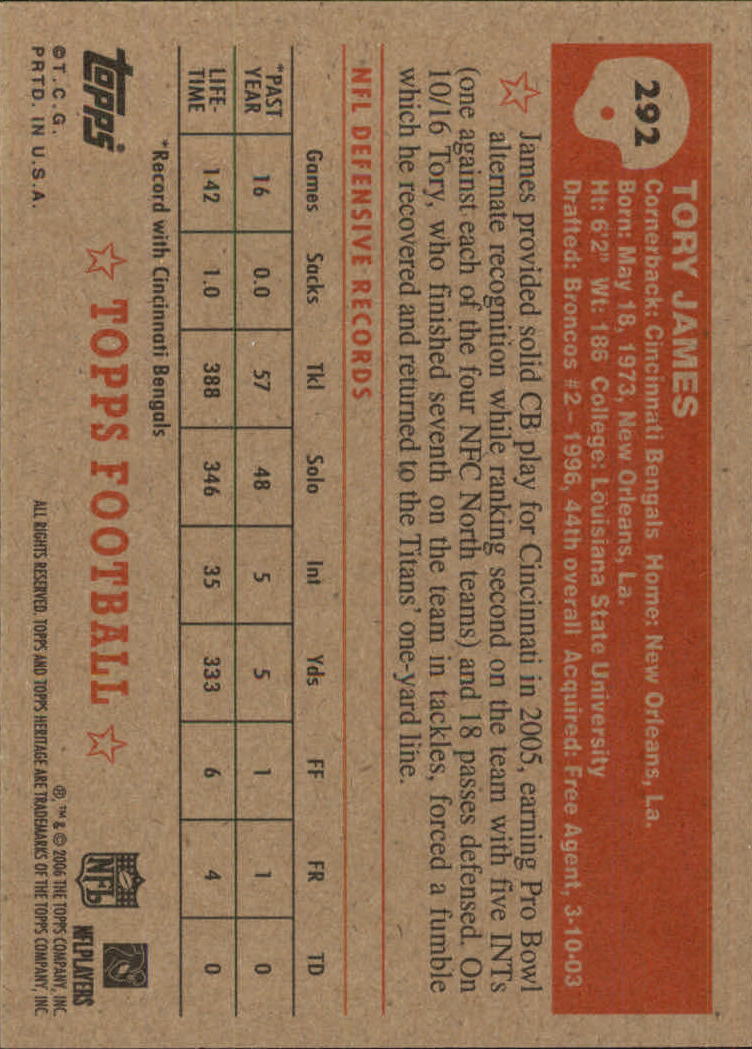 292
TORY JAMES
Cornerback: Cincinnati Bengals Home: New Orleans, La.
Born: May 18, 1973, New Orleans, La.
Ht: 6'2" Wt: 186 College: Louisiana State University
Drafted: Broncos #2 – 1996, 44th overall Acquired: Free Agent, 3-10-03
James provided solid CB play for Cincinnati in 2005, earning Pro Bowl
alternate recognition while ranking second on the team with five INTs
(one against each of the four NFC North teams) and 18 passes defensed. On
10/16 Tory, who finished seventh on the team in tackles, forced a fumble
which he recovered and returned to the Titans' one-yard line.
NFL DEFENSIVE RECORDS
Games Sacks Tkl Solo Int Yds FF FR TD
*PAST YEAR 16 0.0 57 48 5 5 1 1 0
LIFE-TIME 142 1.0 388 346 35 333 6 4 0
*Record with Cincinnati Bengals
topps®
TOPPS FOOTBALL
NFL
NFLPLAYERS
©T.C.G.
PRTD. IN U.S.A.
®, ™ & © 2006 THE TOPPS COMPANY, INC.
ALL RIGHTS RESERVED. TOPPS AND TOPPS HERITAGE ARE TRADEMARKS OF THE TOPPS COMPANY, INC.